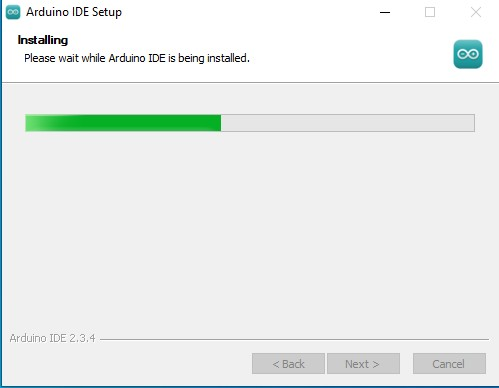 Arduino IDE Setup
Installing
Please wait while Arduino IDE is being installed.
Arduino IDE 2.3.4
< Back
Next >
Cancel